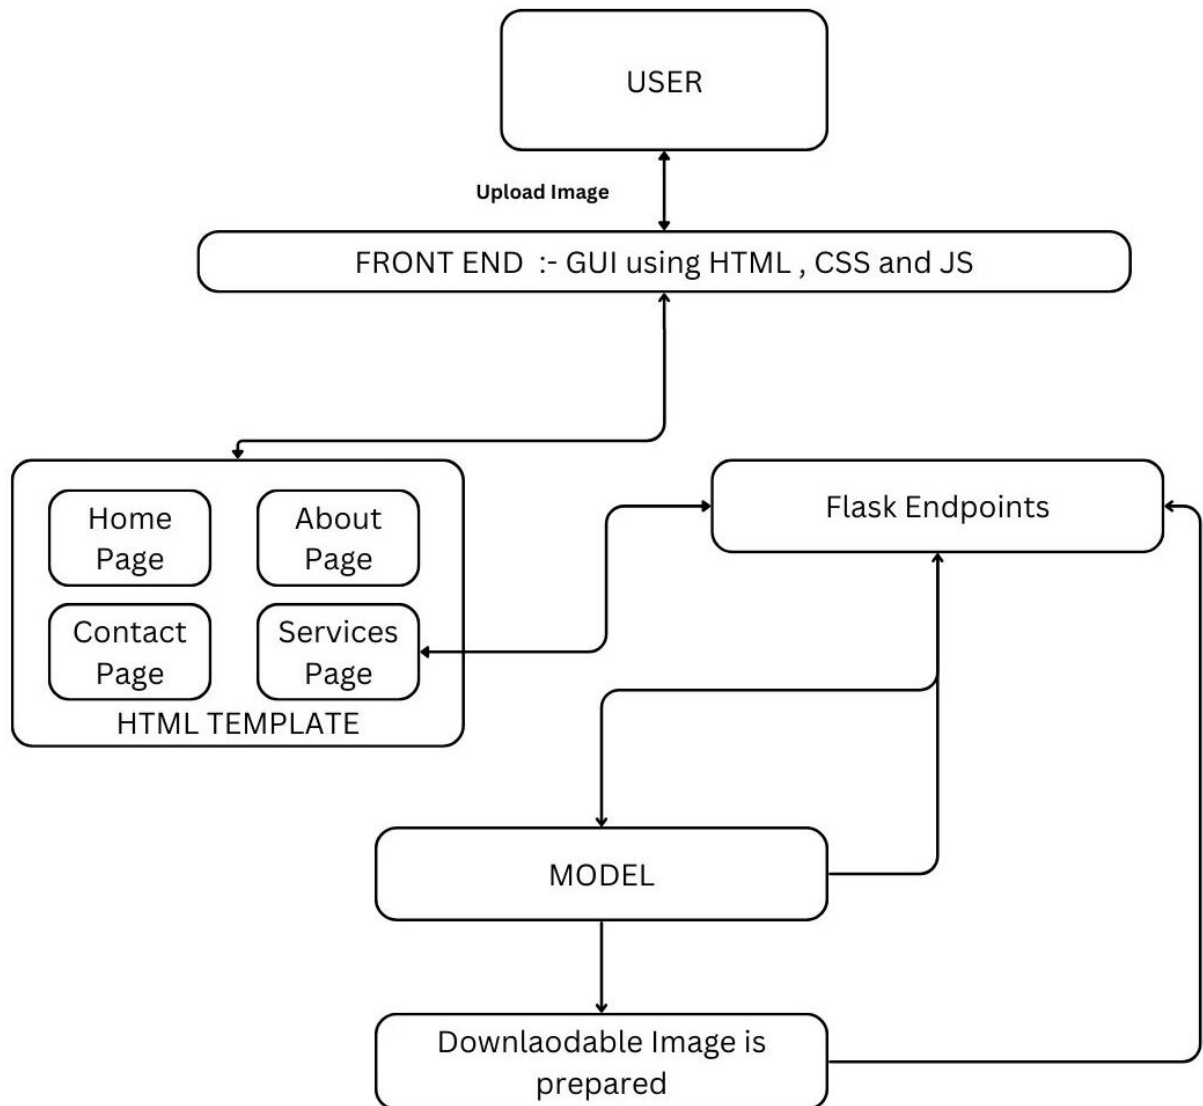 USER
Upload Image
FRONT END :- GUI using HTML , CSS and JS
Home
Page
About
Page
Contact
Page
Services
Page
HTML TEMPLATE
Flask Endpoints
MODEL
Downlaodable Image is
prepared